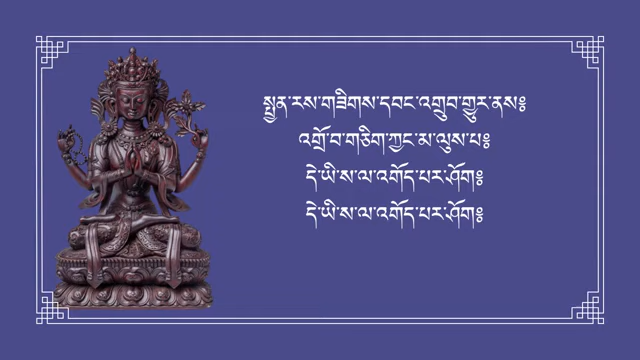 སྤྱན་རས་གཟིགས་དབང་འགྲུབ་གྱུར་ནས༔
འགྲོ་བ་གཅིག་ཀྱང་མ་ལུས་པ༔
དེ་ཡི་ས་ལ་འགོད་པར་ཤོག༔
དེ་ཡི་ས་ལ་འགོད་པར་ཤོག༔